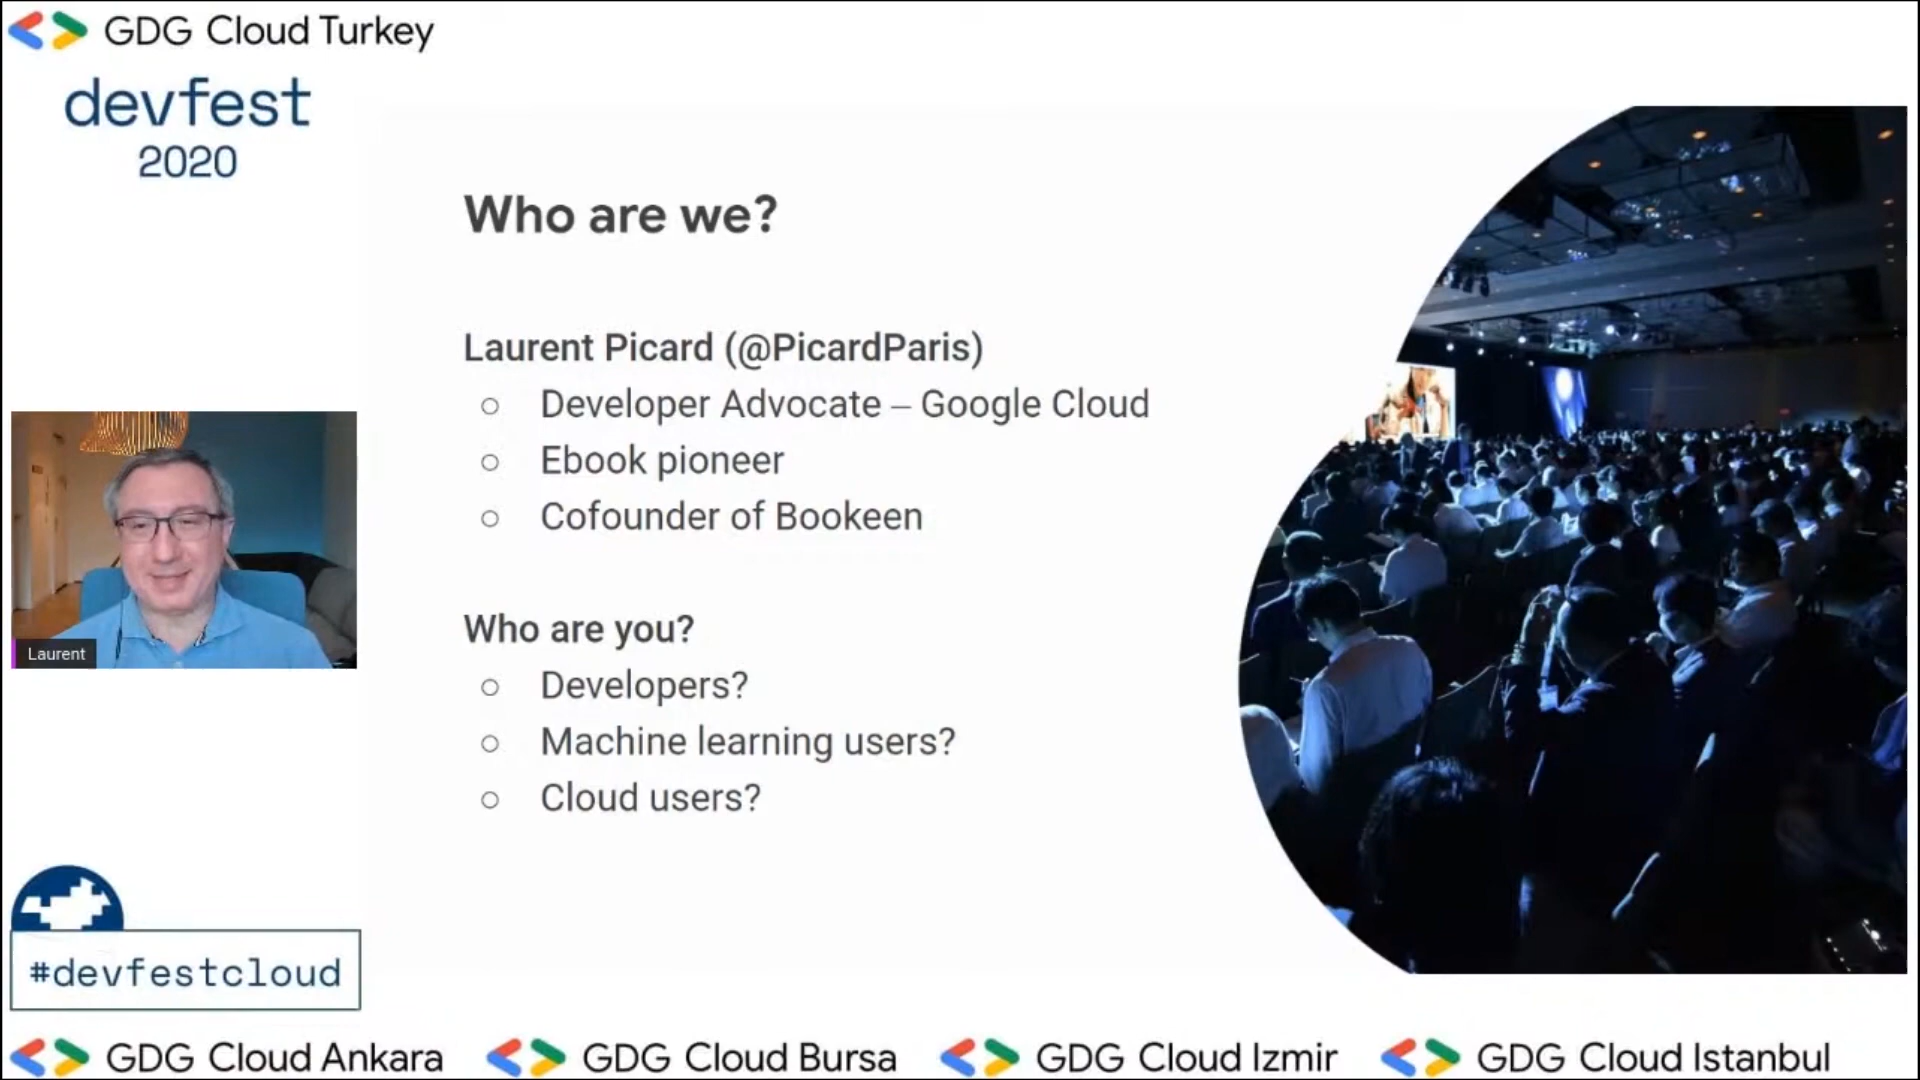 GDG Cloud Turkey
devfest
2020
Who are we?
Laurent Picard (@PicardParis)
○ Developer Advocate – Google Cloud
○ Ebook pioneer
○ Cofounder of Bookeen
Laurent
Who are you?
○ Developers?
○ Machine learning users?
○ Cloud users?
#devfestcloud
GDG Cloud Ankara
GDG Cloud Bursa
GDG Cloud Izmir
GDG Cloud Istanbul